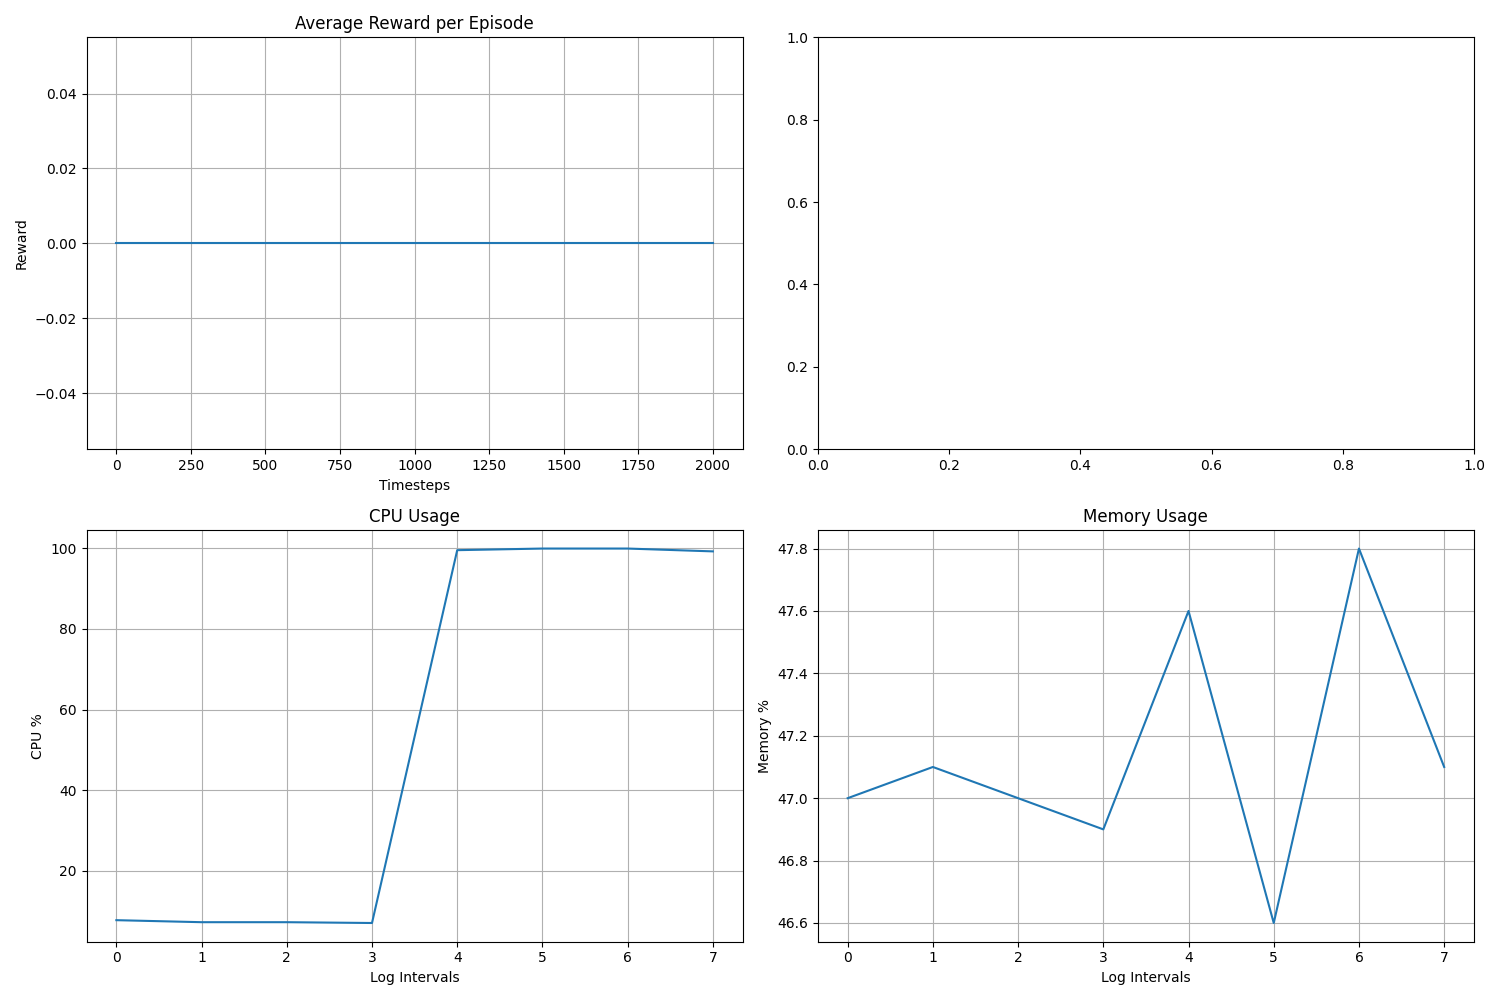 Average Reward per Episode
Reward
0.04
0.02
0.00
−0.02
−0.04
0 250 500 750 1000 1250 1500 1750 2000
Timesteps
1.0
0.8
0.6
0.4
0.2
0.0
0.0 0.2 0.4 0.6 0.8 1.0
CPU Usage
CPU %
100
80
60
40
20
0 1 2 3 4 5 6 7
Log Intervals
Memory Usage
Memory %
47.8
47.6
47.4
47.2
47.0
46.8
46.6
0 1 2 3 4 5 6 7
Log Intervals